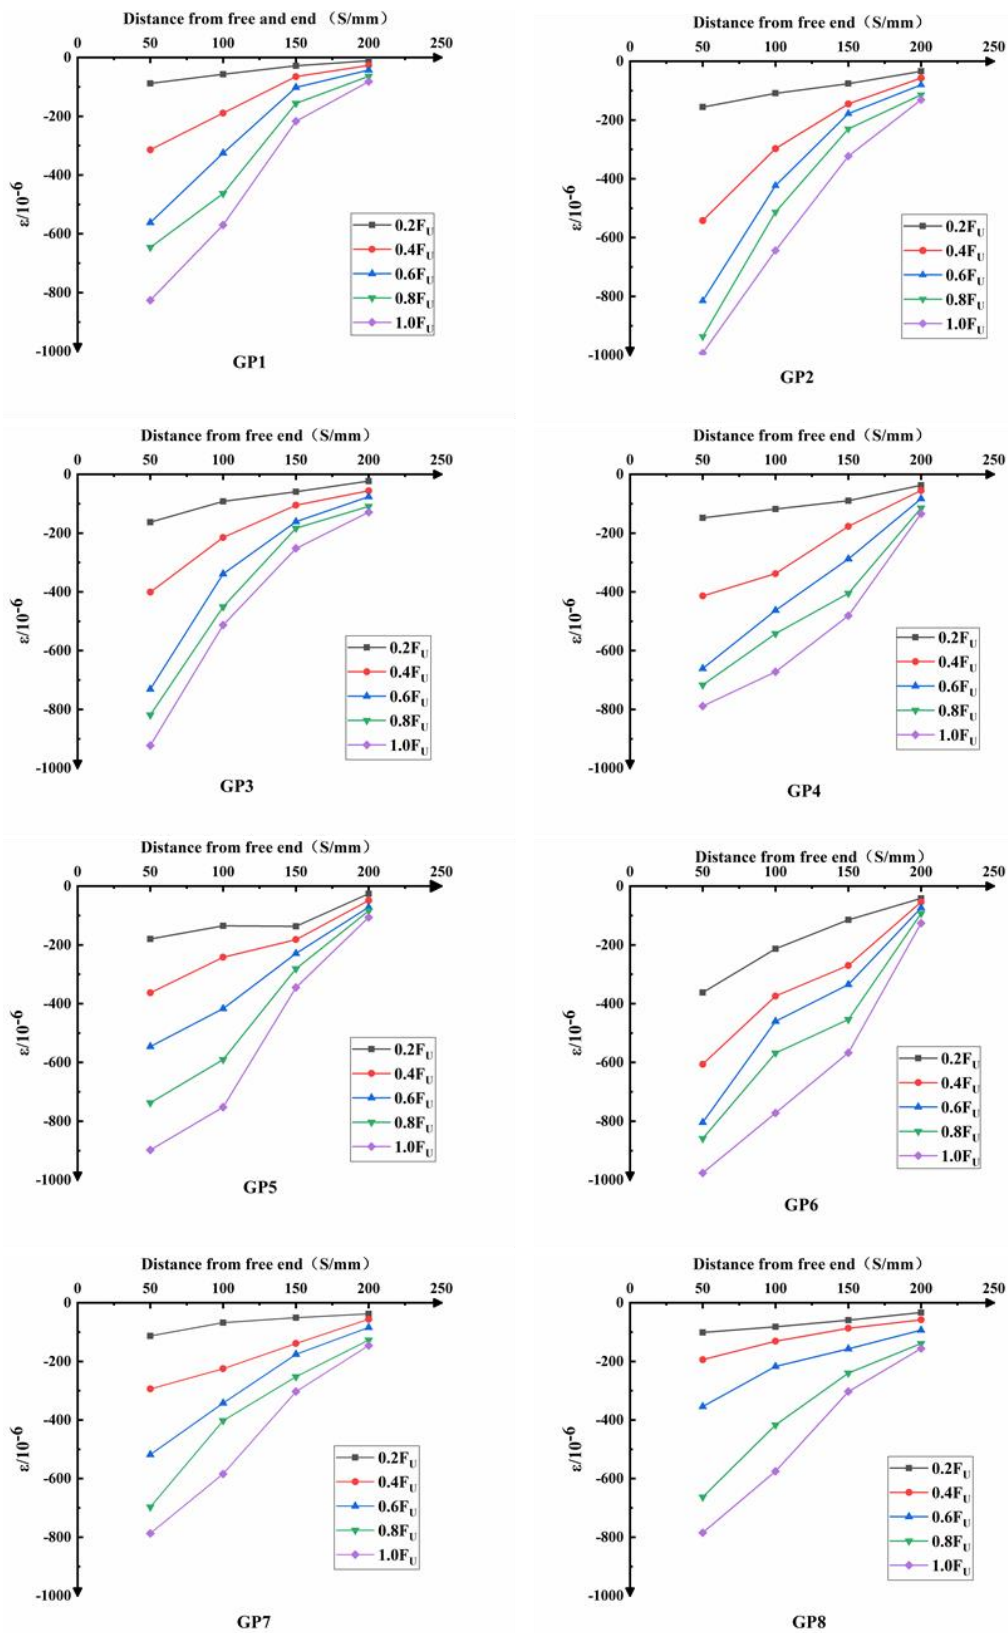 Distance from free and end （S/mm）
0 50 100 150 200 250
0
-200
-400
-600
-800
-1000
ε/10-6
0.2FU
0.4FU
0.6FU
0.8FU
1.0FU
GP1
Distance from free end（S/mm）
0 50 100 150 200 250
0
-200
-400
-600
-800
-1000
ε/10-6
0.2FU
0.4FU
0.6FU
0.8FU
1.0FU
GP2
Distance from free end（S/mm）
0 50 100 150 200 250
0
-200
-400
-600
-800
-1000
ε/10-6
0.2FU
0.4FU
0.6FU
0.8FU
1.0FU
GP3
Distance from free end（S/mm）
0 50 100 150 200 250
0
-200
-400
-600
-800
-1000
ε/10-6
0.2FU
0.4FU
0.6FU
0.8FU
1.0FU
GP4
Distance from free end（S/mm）
0 50 100 150 200 250
0
-200
-400
-600
-800
-1000
ε/10-6
0.2FU
0.4FU
0.6FU
0.8FU
1.0FU
GP5
Distance from free end（S/mm）
0 50 100 150 200 250
0
-200
-400
-600
-800
-1000
ε/10-6
0.2FU
0.4FU
0.6FU
0.8FU
1.0FU
GP6
Distance from free end（S/mm）
0 50 100 150 200 250
0
-200
-400
-600
-800
-1000
ε/10-6
0.2FU
0.4FU
0.6FU
0.8FU
1.0FU
GP7
Distance from free end（S/mm）
0 50 100 150 200 250
0
-200
-400
-600
-800
-1000
ε/10-6
0.2FU
0.4FU
0.6FU
0.8FU
1.0FU
GP8